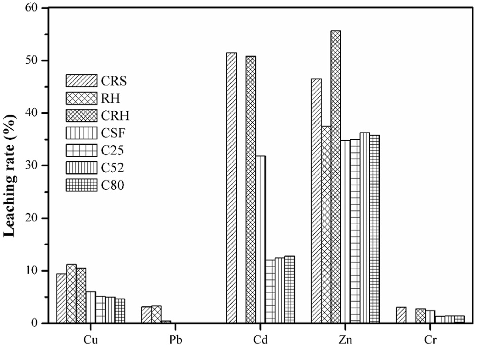 60
50
40
30
20
10
0
Leaching rate (%)
CRS
RH
CRH
CSF
C25
C52
C80
Cu Pb Cd Zn Cr